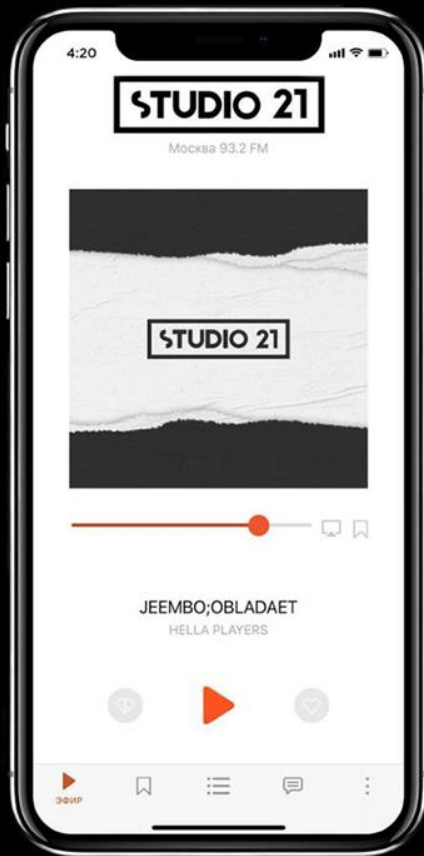 4:20
STUDIO 21
Москва 93.2 FM
STUDIO 21
JEEMBO;OBLADAET
HELLA PLAYERS
ЭФИР